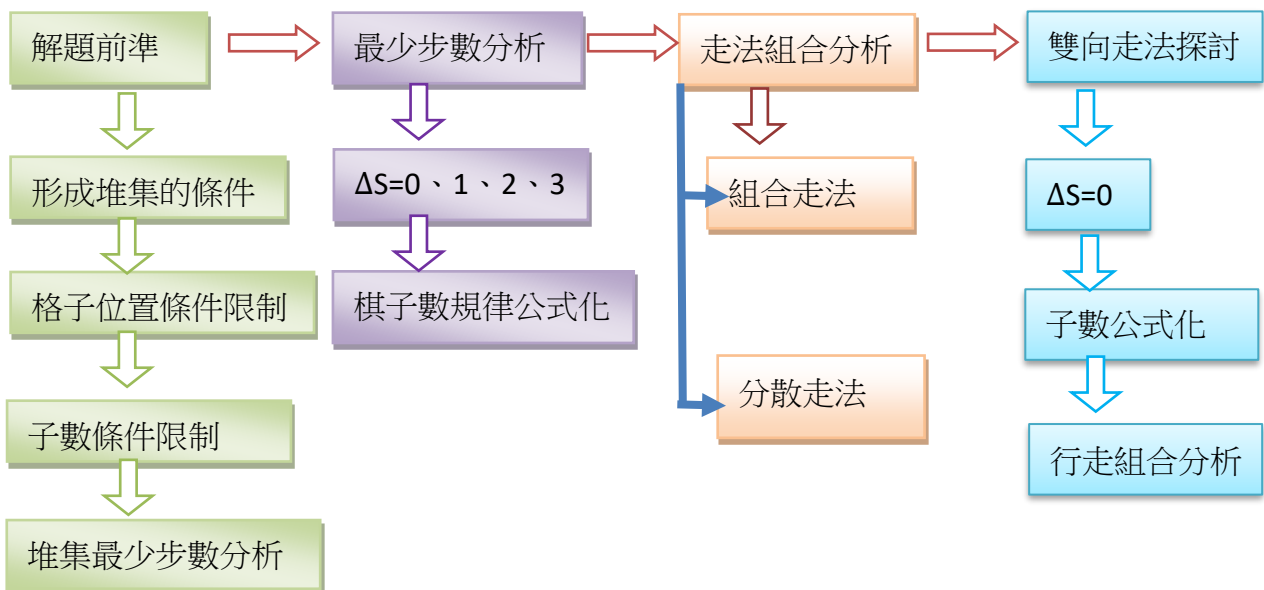 解題前準
最少步數分析
走法組合分析
雙向走法探討
形成堆集的條件
ΔS=0、1、2、3
組合走法
ΔS=0
格子位置條件限制
棋子數規律公式化
子數公式化
子數條件限制
分散走法
行走組合分析
堆集最少步數分析